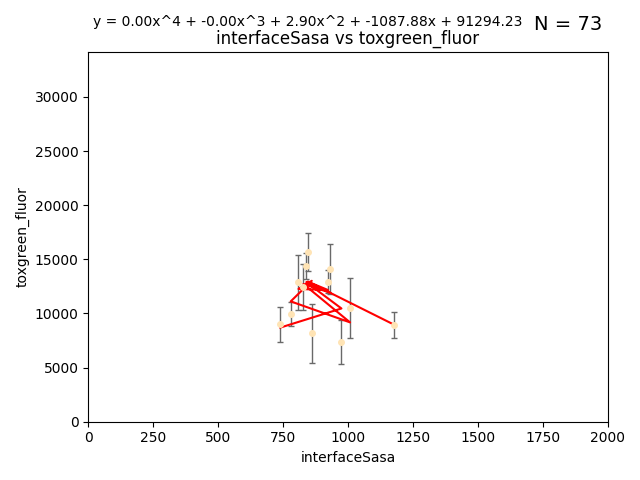 y = 0.00x^4 + -0.00x^3 + 2.90x^2 + -1087.88x + 91294.23 N = 73
interfaceSasa vs toxgreen_fluor
30000
25000
20000
15000
10000
5000
0
toxgreen_fluor
0 250 500 750 1000 1250 1500 1750 2000
interfaceSasa